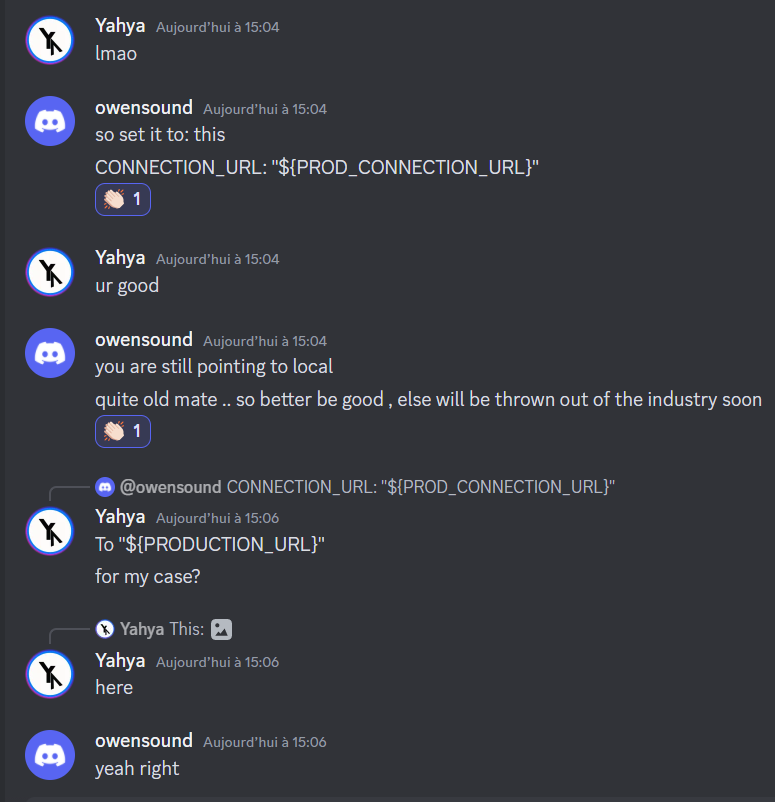 Yahya Aujourd'hui à 15:04
lmao
owensound Aujourd'hui à 15:04
so set it to: this
CONNECTION_URL: "${PROD_CONNECTION_URL}"
1
Yahya Aujourd'hui à 15:04
ur good
owensound Aujourd'hui à 15:04
you are still pointing to local
quite old mate .. so better be good , else will be thrown out of the industry soon
1
@owensound CONNECTION_URL: "${PROD_CONNECTION_URL}"
Yahya Aujourd'hui à 15:06
To "${PRODUCTION_URL}"
for my case?
Yahya This:
Yahya Aujourd'hui à 15:06
here
owensound Aujourd'hui à 15:06
yeah right